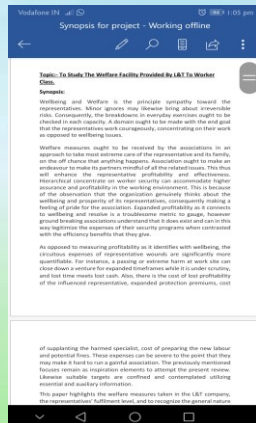 Vodafone IN 1:05 pm
Synopsis for project - Working offline
Topic:- To Study The Welfare Facility Provided By L&T To Worker
Class.
Synopsis:
Wellbeing and Welfare is the principle sympathy toward the
representatives. Minor ignores may likewise bring about irreversible
risks. Consequently, the breakdowns in everyday exercises ought to be
checked in each capacity. A domain ought to be made with the end goal
that the representatives work courageously, concentrating on their work
as opposed to wellbeing issues.
Welfare measures ought to be received by the associations in an
approach to take most extreme care of the representative and its family,
on the off chance that anything happens. Association ought to make an
endeavour to make its partners mindful of all the related issues. This thus
will enhance the representative profitability and effectiveness.
Hierarchical concentrate on worker security can accommodate higher
assurance and profitability in the working environment. This is because
of the observation that the organization genuinely thinks about the
wellbeing and prosperity of its representatives, consequently making a
feeling of pride for the association. Expanded profitability as it connects
to wellbeing and resolve is a troublesome metric to gauge, however
ground breaking associations understand that it does exist and can in this
way legitimize the expenses of their security programs when contrasted
with the efficiency benefits that they give.
As opposed to measuring profitability as it identifies with wellbeing, the
circuitous expenses of representative wounds are significantly more
quantifiable. For instance, a passing or extreme harm at work site can
close down a venture for expanded timeframes while it is under scrutiny,
and lost time meets lost cash. Also, there is the cost of lost profitability
of the influenced representative, expanded protection premiums, cost
of supplanting the harmed specialist, cost of preparing the new labour
and potential fines. These expenses can be severe to the point that they
may make it hard to run a gainful association. The previously mentioned
focuses remain as inspiration elements to attempt the present review.
Likewise suitable targets are confined and contemplated utilizing
essential and auxiliary information.
This paper highlights the welfare measures taken in the L&T company,
the representatives' fulfilment level, and to recognize the general nature